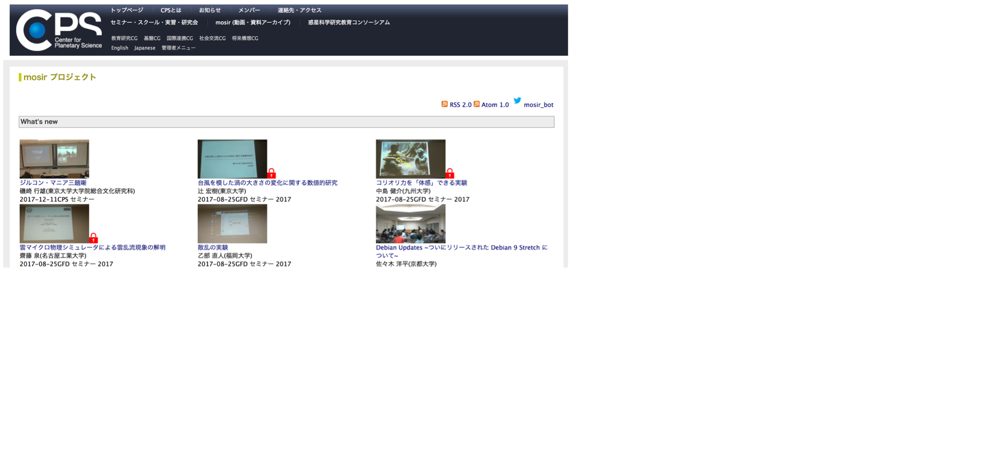 CPS
Center for
Planetary Science
トップページ CPSとは お知らせ メンバー 連絡先・アクセス
セミナー・スクール・実習・研究会 mosir (動画・資料アーカイブ) 惑星科学研究教育コンソーシアム
教育研究CG 基盤CG 国際連携CG 社会交流CG 将来構想CG
English Japanese 管理者メニュー
mosir プロジェクト
RSS 2.0 Atom 1.0 mosir_bot
What's new
ジルコン・マニア三題噺
磯崎 行雄(東京大学大学院総合文化研究科)
2017-12-11CPS セミナー
台風を模した渦の大きさの変化に関する数値的研究
辻 宏樹(東京大学)
2017-08-25GFD セミナー 2017
コリオリ力を「体感」できる実験
中島 健介(九州大学)
2017-08-25GFD セミナー 2017
雲マイクロ物理シミュレータによる雲乱流現象の解明
齋藤 泉(名古屋工業大学)
2017-08-25GFD セミナー 2017
散乱の実験
乙部 直人(福岡大学)
2017-08-25GFD セミナー 2017
Debian Updates ~ついにリリースされた Debian 9 Stretch に
ついて~
佐々木 洋平(京都大学)